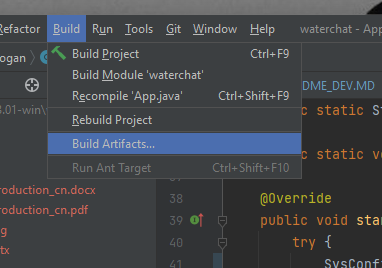 Refactor Build Run Tools Git Window Help waterchat - App
Build Project Ctrl+F9
ogan
Build Module 'waterchat'
8.01-win\
Recompile 'App.java' Ctrl+Shift+F9
DME_DEV.MD
Rebuild Project
static St
Build Artifacts...
static
Run Ant Target Ctrl+Shift+F10
roduction_cn.docx
38 @Override
roduction_cn.pdf
39 public void star
g
40 try {
tx
41 SysConf